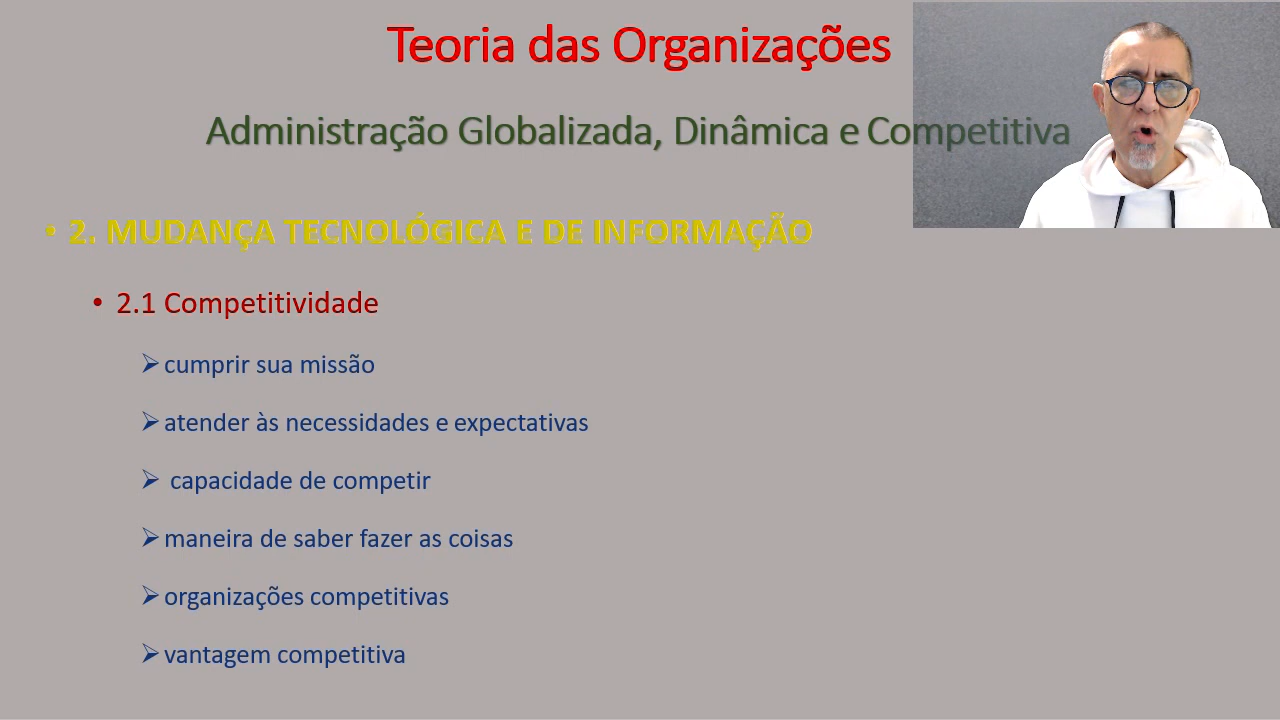 Teoria das Organizações
Administração Globalizada, Dinâmica e Competitiva
• 2. MUDANÇA TECNOLÓGICA E DE INFORMAÇÃO
• 2.1 Competitividade
➢ cumprir sua missão
➢ atender às necessidades e expectativas
➢ capacidade de competir
➢ maneira de saber fazer as coisas
➢ organizações competitivas
➢ vantagem competitiva